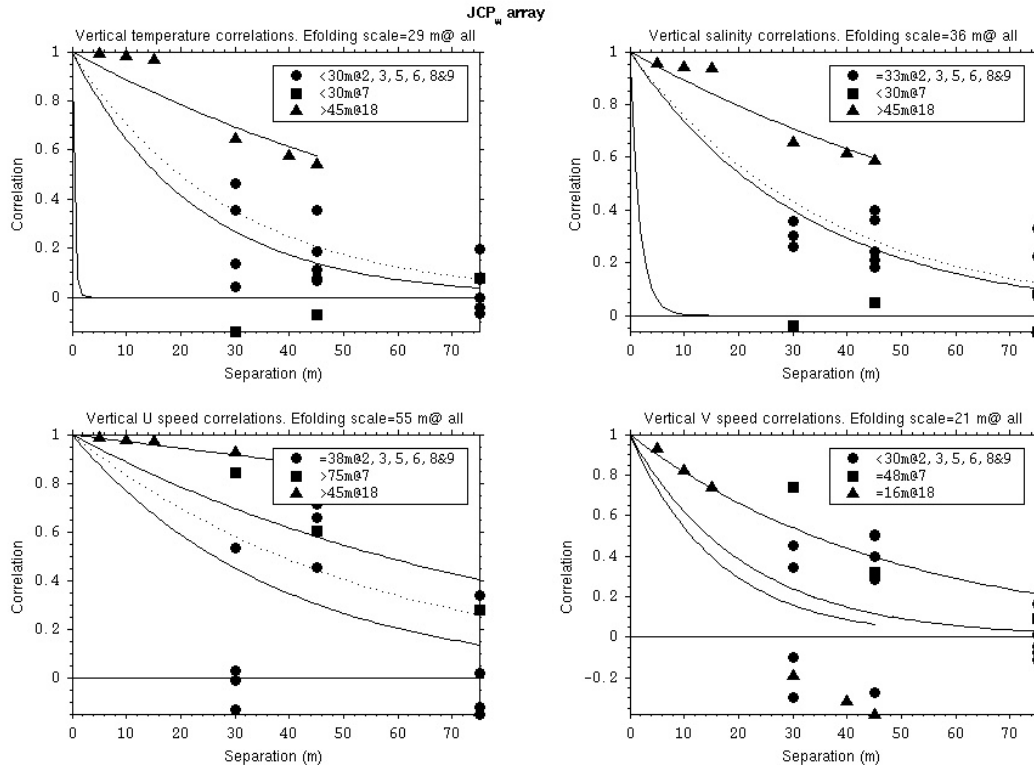 JCPw array
Vertical temperature correlations. Efolding scale=29 m@ all
1
0.8
0.6
0.4
0.2
0
Correlation
<30m@2, 3, 5, 6, 8&9
<30m@7
>45m@18
0 10 20 30 40 50 60 70
Separation (m)
Vertical salinity correlations. Efolding scale=36 m@ all
1
0.8
0.6
0.4
0.2
0
Correlation
=33m@2, 3, 5, 6, 8&9
<30m@7
>45m@18
0 10 20 30 40 50 60 70
Separation (m)
Vertical U speed correlations. Efolding scale=55 m@ all
1
0.8
0.6
0.4
0.2
0
Correlation
=38m@2, 3, 5, 6, 8&9
>75m@7
>45m@18
0 10 20 30 40 50 60 70
Separation (m)
Vertical V speed correlations. Efolding scale=21 m@ all
1
0.8
0.6
0.4
0.2
0
-0.2
Correlation
<30m@2, 3, 5, 6, 8&9
=48m@7
=16m@18
0 10 20 30 40 50 60 70
Separation (m)